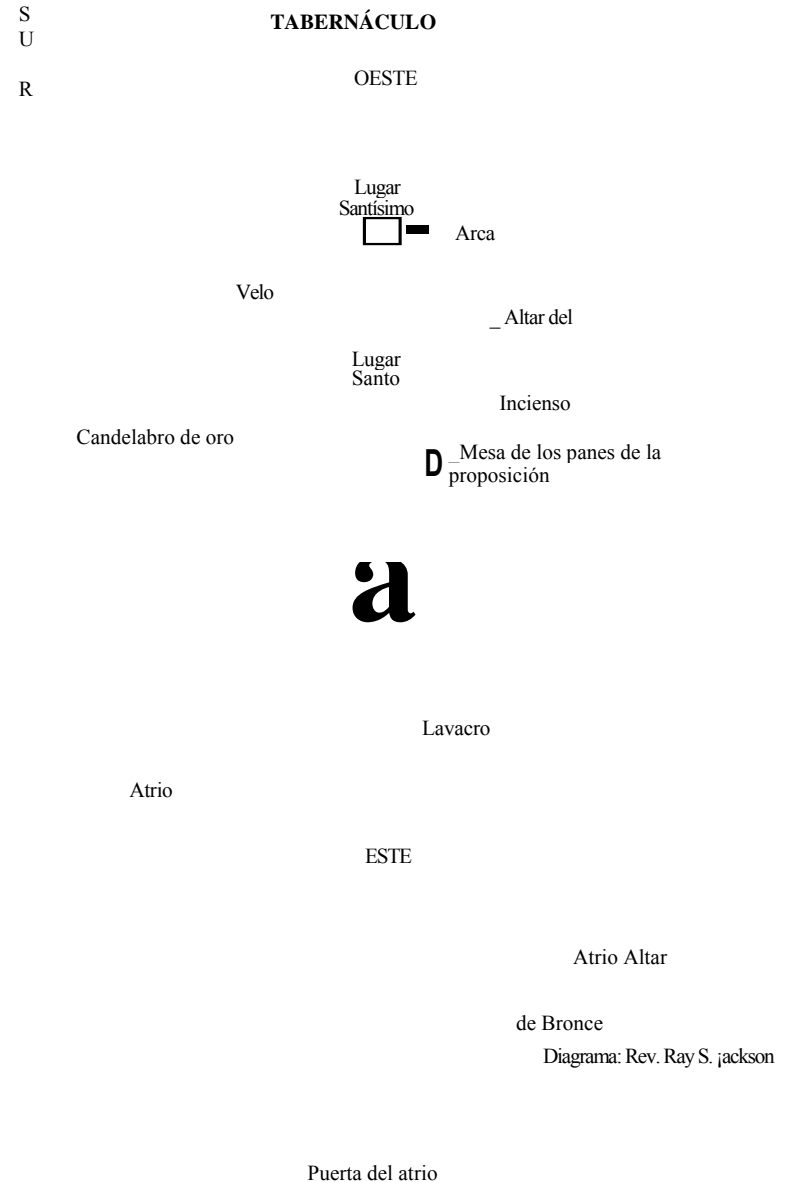 S
U
R
TABERNÁCULO
OESTE
Lugar
Santísimo
Arca
Velo
_ Altar del
Lugar
Santo
Incienso
Candelabro de oro
D _Mesa de los panes de la
proposición
a
Lavacro
Atrio
ESTE
Atrio Altar
de Bronce
Diagrama: Rev. Ray S. ¡ackson
Puerta del atrio